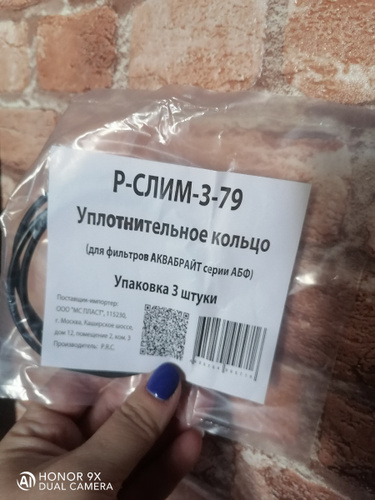 Р-СЛИМ-3-79
Уплотнительное кольцо
(для фильтров АКВАБРАЙТ серии АБФ)
Упаковка 3 штуки
Поставщик-импортер:
ООО "МС ПЛАСТ", 115230,
г. Москва, Каширское шоссе,
дом 12, помещение 2, ком. 3
Производитель: P.R.C.
HONOR 9X
AI DUAL CAMERA